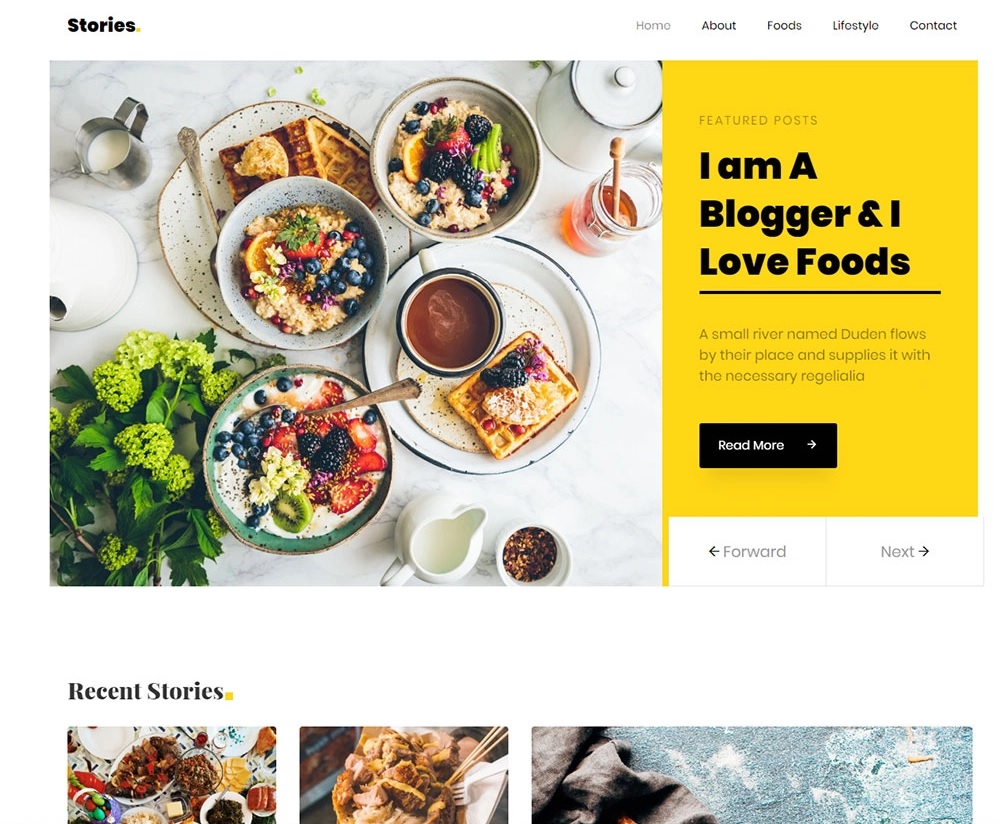 Stories.
Home About Foods Lifestyle Contact
FEATURED POSTS
I am A
Blogger & I
Love Foods
A small river named Duden flows
by their place and supplies it with
the necessary regelialia
Read More →
← Forward
Next →
Recent Stories.